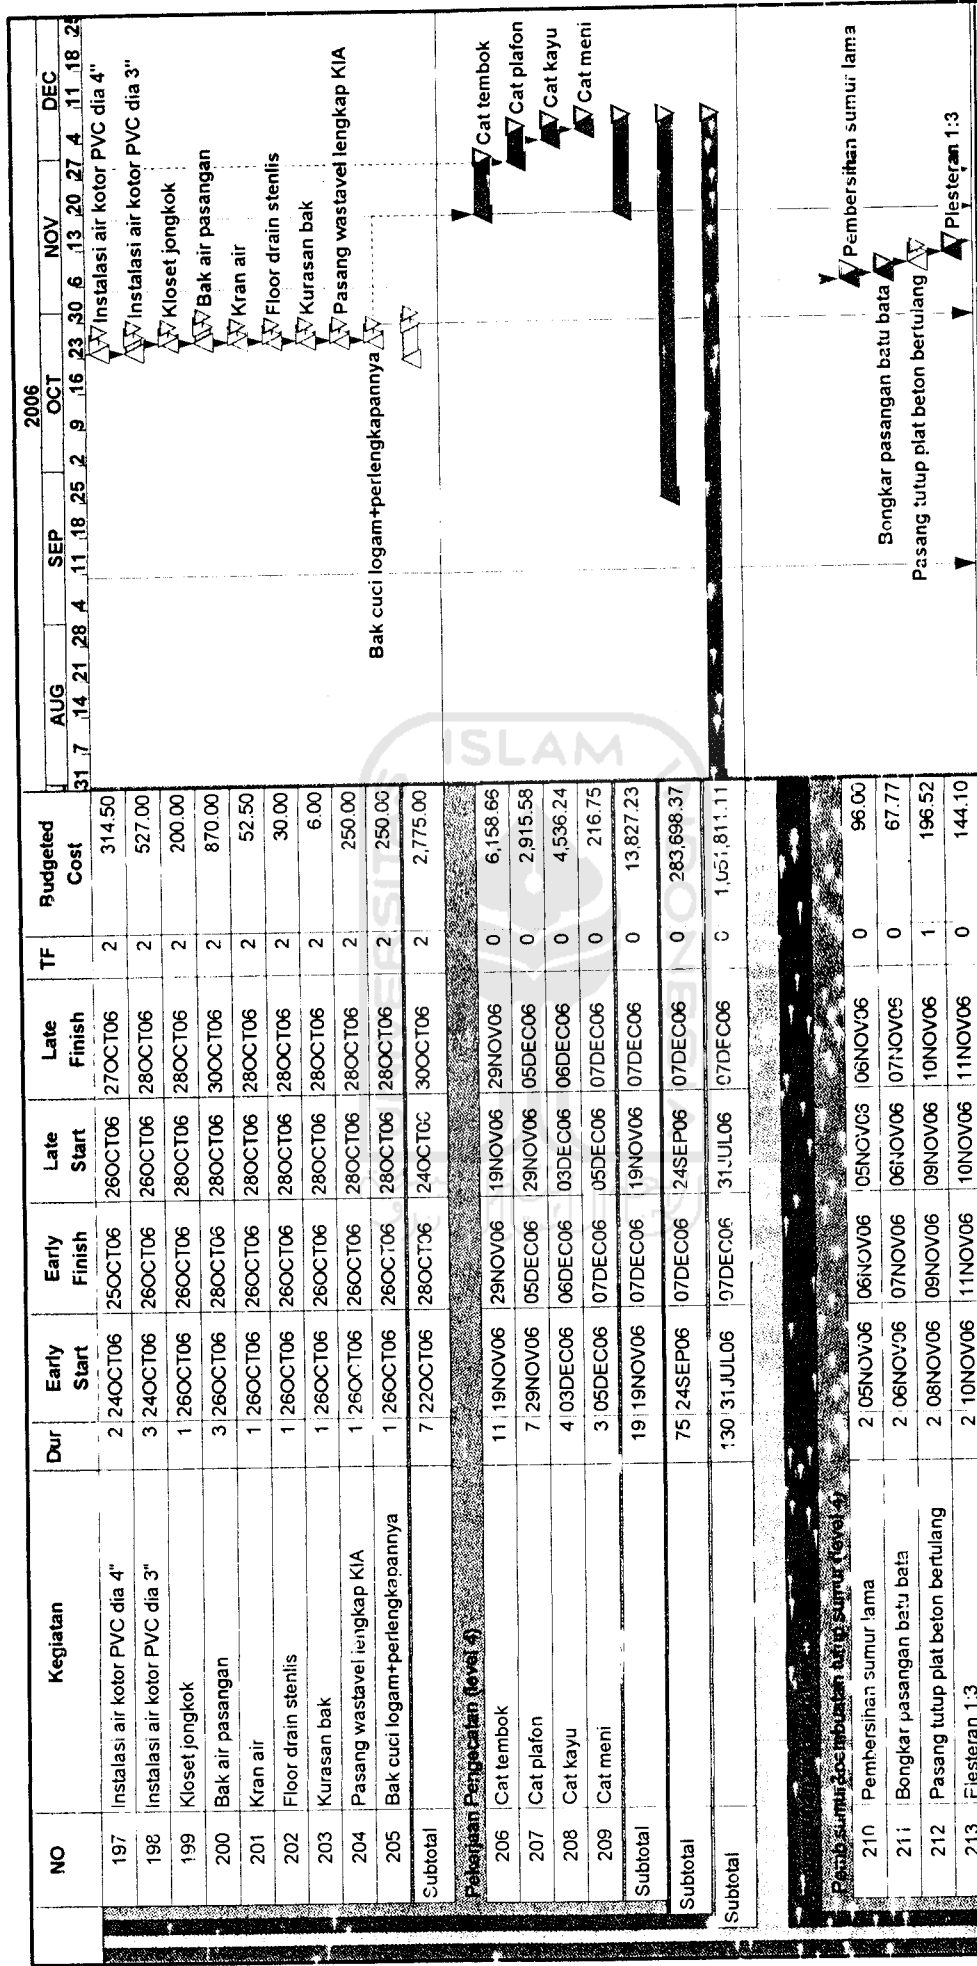 NO Kegiatan Dur Early Start Early Finish Late Start Late Finish TF Budgeted Cost
2006
AUG SEP OCT NOV DEC
31 7 14 21 28 4 11 18 25 2 9 16 23 30 6 13 20 27 4 11 18 25
197 Instalasi air kotor PVC dia 4" 2 24OCT06 25OCT06 26OCT06 27OCT06 2 314.50 Instalasi air kotor PVC dia 4"
198 Instalasi air kotor PVC dia 3" 3 24OCT06 26OCT06 26OCT06 28OCT06 2 527.00 Instalasi air kotor PVC dia 3"
199 Kloset jongkok 1 26OCT06 26OCT06 28OCT06 28OCT06 2 200.00 Kloset jongkok
200 Bak air pasangan 3 26OCT06 28OCT06 28OCT06 30OCT06 2 870.00 Bak air pasangan
201 Kran air 1 26OCT06 26OCT06 28OCT06 28OCT06 2 52.50 Kran air
202 Floor drain stenlis 1 26OCT06 26OCT06 28OCT06 28OCT06 2 30.00 Floor drain stenlis
203 Kurasan bak 1 26OCT06 26OCT06 28OCT06 28OCT06 2 6.00 Kurasan bak
204 Pasang wastavel lengkap KIA 1 26OCT06 26OCT06 28OCT06 28OCT06 2 250.00 Pasang wastavel lengkap KIA
205 Bak cuci logam+perlengkapannya 1 26OCT06 26OCT06 28OCT06 28OCT06 2 250.00 Bak cuci logam+perlengkapannya
Subtotal 7 22OCT06 28OCT06 24OCT06 30OCT06 2 2,775.00
Pekerjaan Pengecatan (level 4)
206 Cat tembok 11 19NOV06 29NOV06 19NOV06 29NOV06 0 6,158.66 Cat tembok
207 Cat plafon 7 29NOV06 05DEC06 29NOV06 05DEC06 0 2,915.58 Cat plafon
208 Cat kayu 4 03DEC06 06DEC06 03DEC06 06DEC06 0 4,536.24 Cat kayu
209 Cat meni 3 05DEC06 07DEC06 05DEC06 07DEC06 0 216.75 Cat meni
Subtotal 19 19NOV06 07DEC06 19NOV06 07DEC06 0 13,827.23
Subtotal 75 24SEP06 07DEC06 24SEP06 07DEC06 0 283,698.37
Subtotal 130 31JUL06 07DEC06 31JUL06 07DEC06 0 1,051,811.11
sumur (level 4)
210 Pembersihan sumur lama 2 05NOV06 06NOV06 05NOV06 06NOV06 0 96.00 Pembersihan sumur lama
211 Bongkar pasangan batu bata 2 06NOV06 07NOV06 06NOV06 07NOV06 0 67.77 Bongkar pasangan batu bata
212 Pasang tutup plat beton bertulang 2 08NOV06 09NOV06 09NOV06 10NOV06 1 196.52 Pasang tutup plat beton bertulang
213 Plesteran 1:3 2 10NOV06 11NOV06 10NOV06 11NOV06 0 144.10 Plesteran 1:3
UNIVERSITAS ISLAM INDONESIA